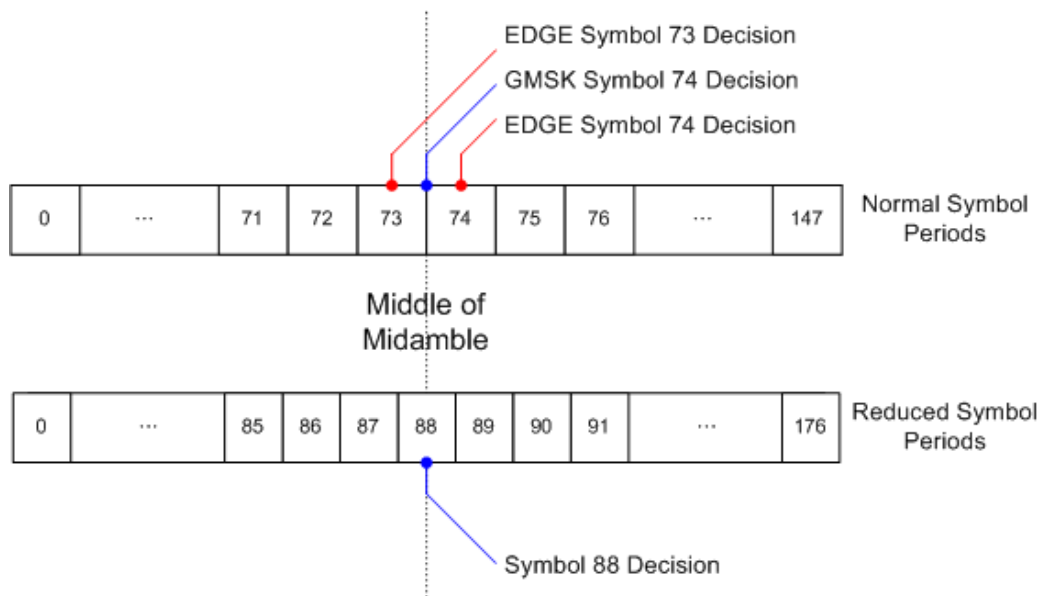 EDGE Symbol 73 Decision
GMSK Symbol 74 Decision
EDGE Symbol 74 Decision
0 ... 71 72 73 74 75 76 ... 147
Normal Symbol
Periods
Middle of
Midamble
0 ... 85 86 87 88 89 90 91 ... 176
Reduced Symbol
Periods
Symbol 88 Decision